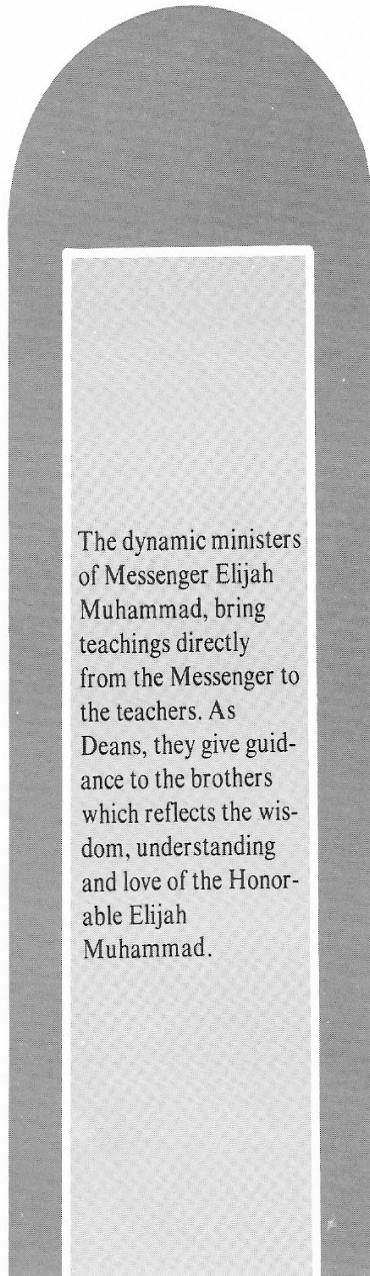 The dynamic ministers
of Messenger Elijah
Muhammad, bring
teachings directly
from the Messenger to
the teachers. As
Deans, they give guid-
ance to the brothers
which reflects the wis-
dom, understanding
and love of the Honor-
able Elijah
Muhammad.